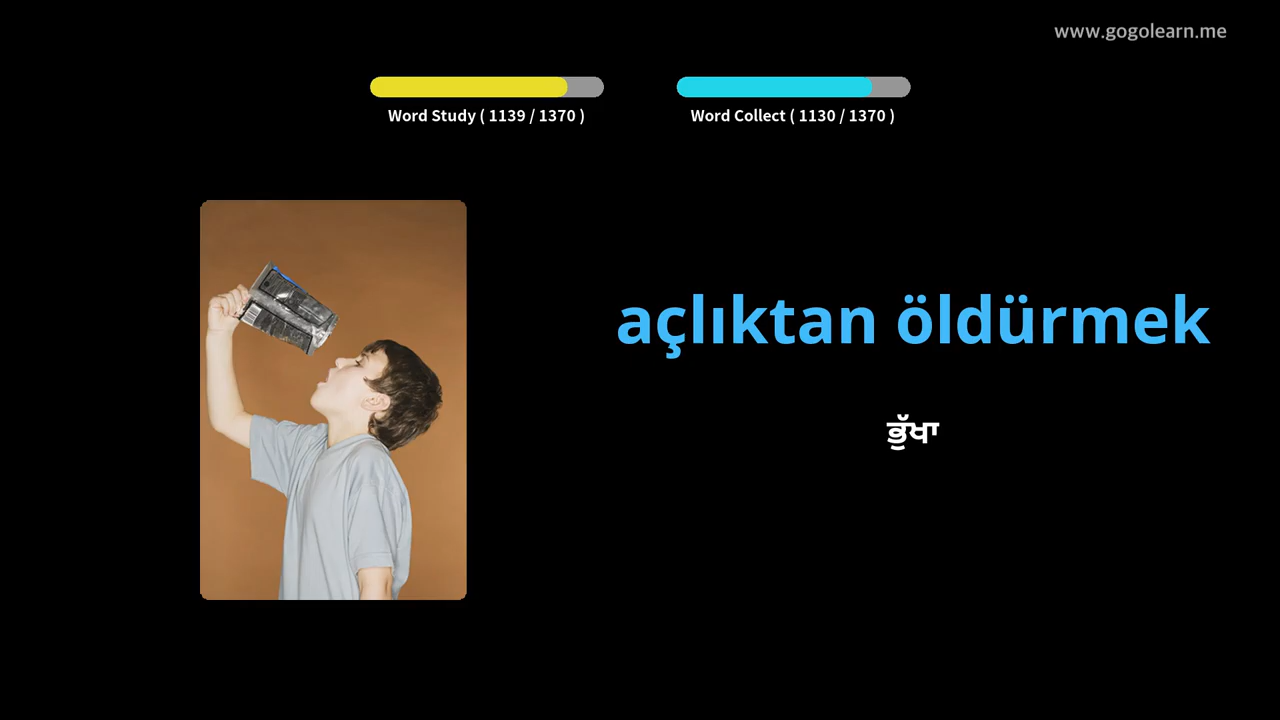 www.gogolearn.me
Word Study ( 1139 / 1370 )
Word Collect ( 1130 / 1370 )
açlıktan öldürmek
ਭੁੱਖਾ